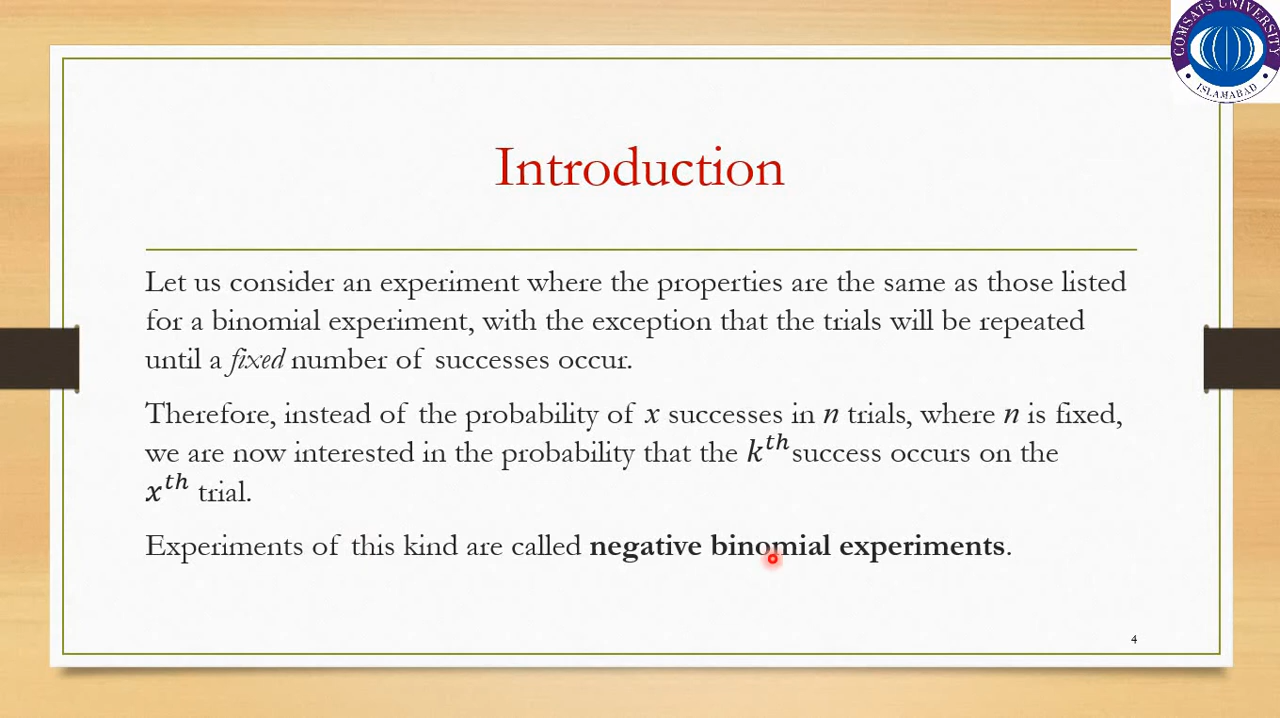 COMSATS UNIVERSITY
ISLAMABAD
Introduction
Let us consider an experiment where the properties are the same as those listed
for a binomial experiment, with the exception that the trials will be repeated
until a fixed number of successes occur.
Therefore, instead of the probability of x successes in n trials, where n is fixed,
we are now interested in the probability that the k^th success occurs on the
x^th trial.
Experiments of this kind are called negative binomial experiments.
4